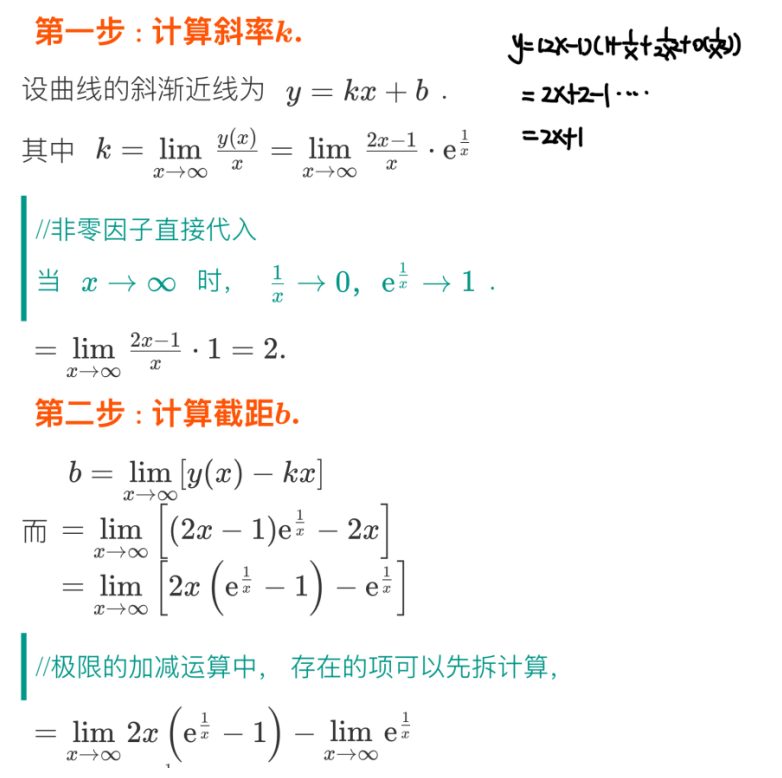 第一步：计算斜率k.
设曲线的斜渐近线为 y = kx + b .
其中 k = lim_{x→∞} y(x)/x = lim_{x→∞} (2x−1)/x · e^{1/x}
//非零因子直接代入
当 x → ∞ 时， 1/x → 0, e^{1/x} → 1 .
= lim_{x→∞} (2x−1)/x · 1 = 2.
第二步：计算截距b.
b = lim_{x→∞} [y(x) − kx]
而 = lim_{x→∞} [(2x − 1)e^{1/x} − 2x]
= lim_{x→∞} [2x (e^{1/x} − 1) − e^{1/x}]
//极限的加减运算中， 存在的项可以先拆计算，
= lim_{x→∞} 2x (e^{1/x} − 1) − lim_{x→∞} e^{1/x}
y=(2x-1)(1+1/x+1/2x²+o(1/x²))
= 2x+2-1 ····
=2x+1